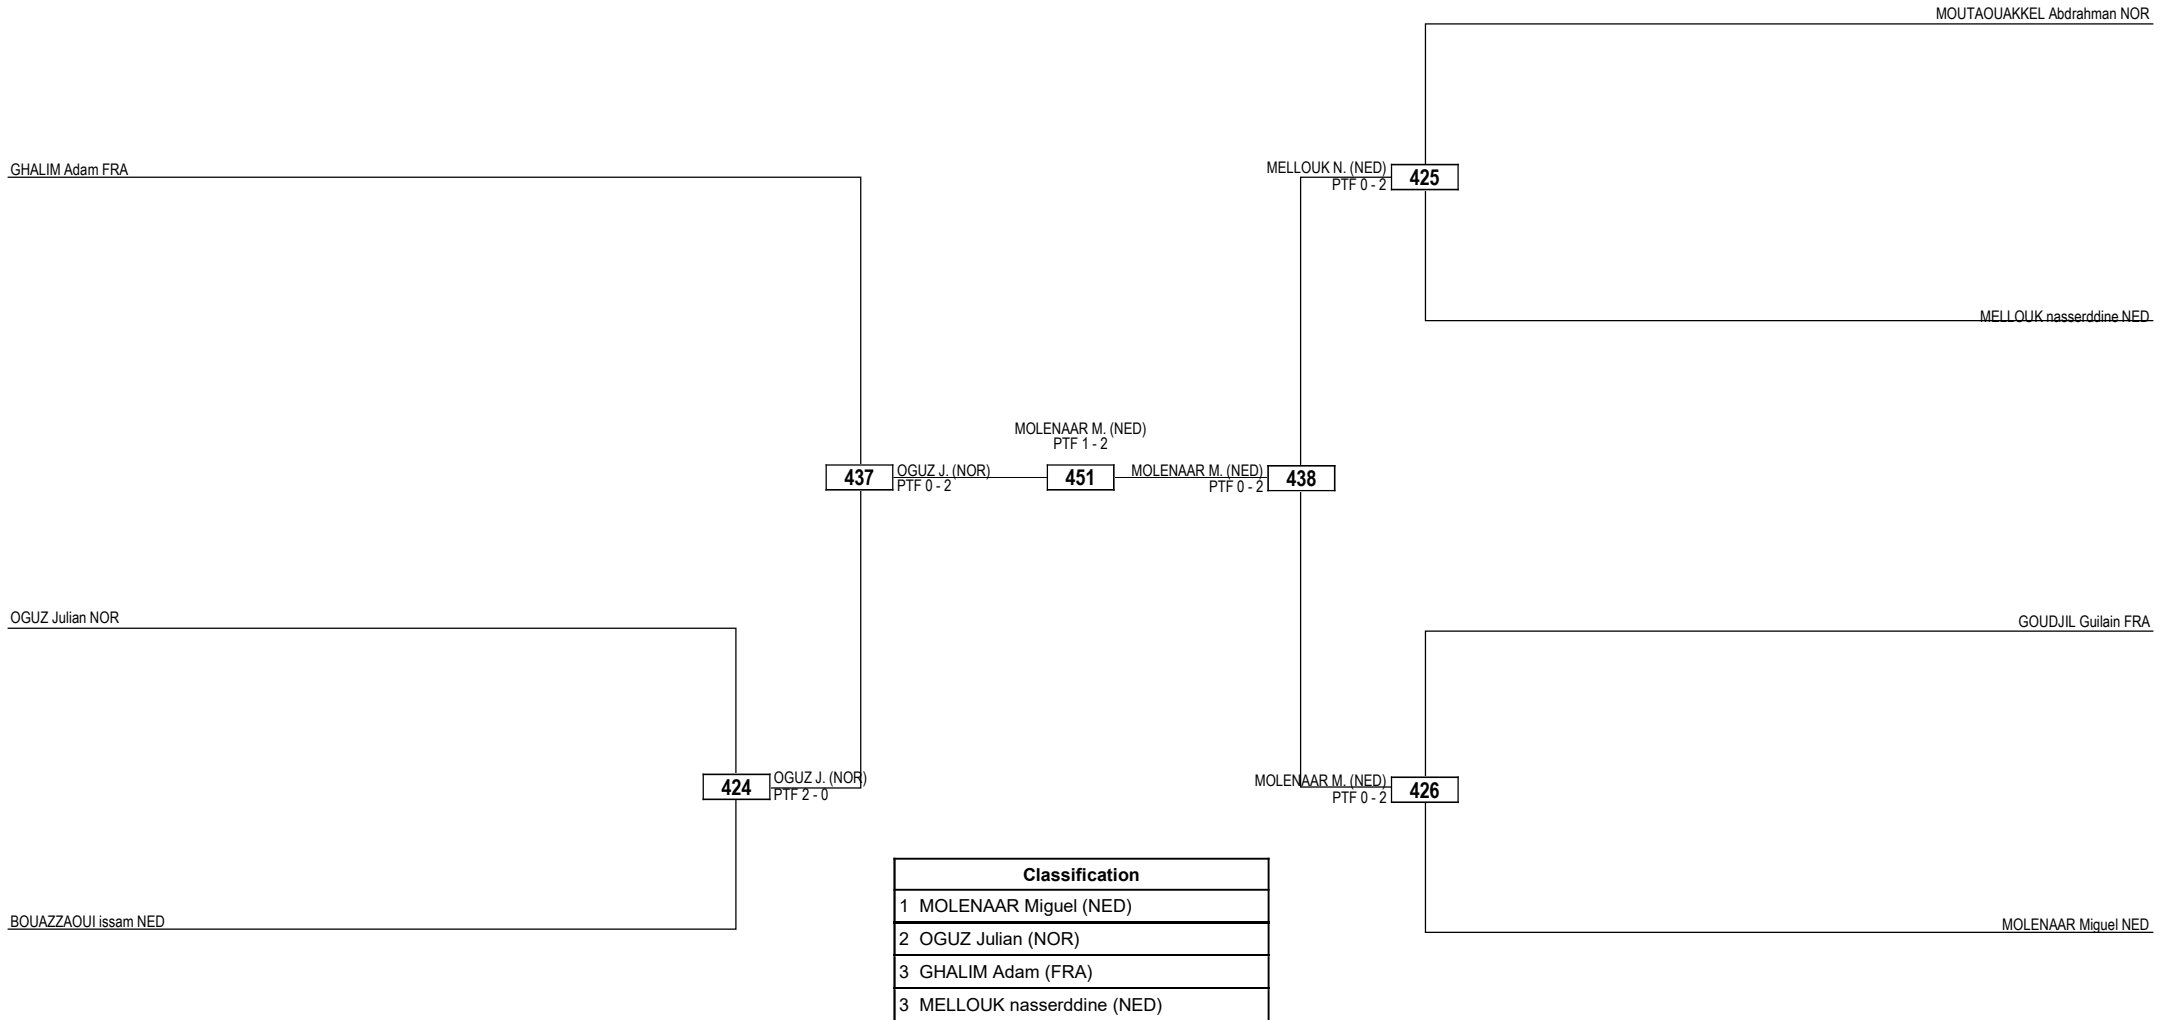 MOUTAOUAKKEL Abdrahman NOR
GHALIM Adam FRA
MELLOUK N. (NED)
PTF 0 - 2
425
MELLOUK nasserddine NED
MOLENAAR M. (NED)
PTF 1 - 2
437
OGUZ J. (NOR)
PTF 0 - 2
451
MOLENAAR M. (NED)
PTF 0 - 2
438
OGUZ Julian NOR
GOUDJIL Guilain FRA
424
OGUZ J. (NOR)
PTF 2 - 0
MOLENAAR M. (NED)
PTF 0 - 2
426
BOUAZZAOUI issam NED
MOLENAAR Miguel NED
Classification
1 MOLENAAR Miguel (NED)
2 OGUZ Julian (NOR)
3 GHALIM Adam (FRA)
3 MELLOUK nasserddine (NED)